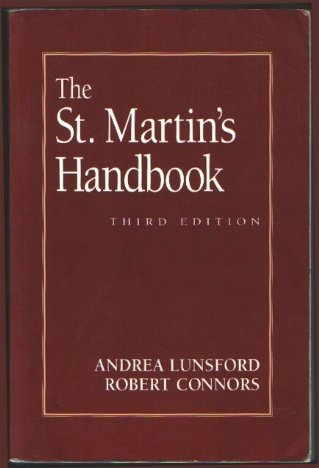 The
St. Martin's
Handbook
THIRD EDITION
ANDREA LUNSFORD
ROBERT CONNORS